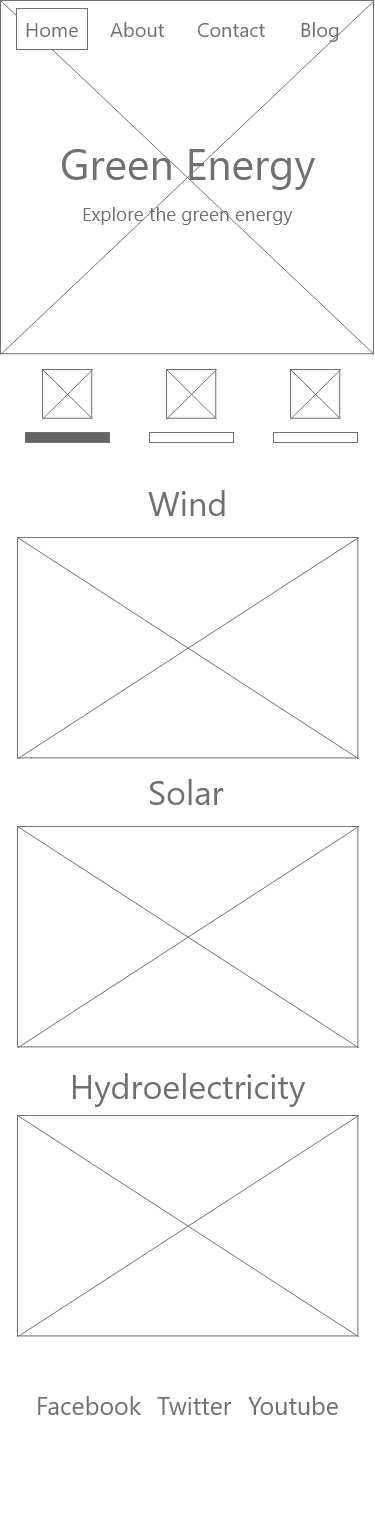 Home About Contact Blog
Green Energy
Explore the green energy
Wind
Solar
Hydroelectricity
Facebook Twitter Youtube